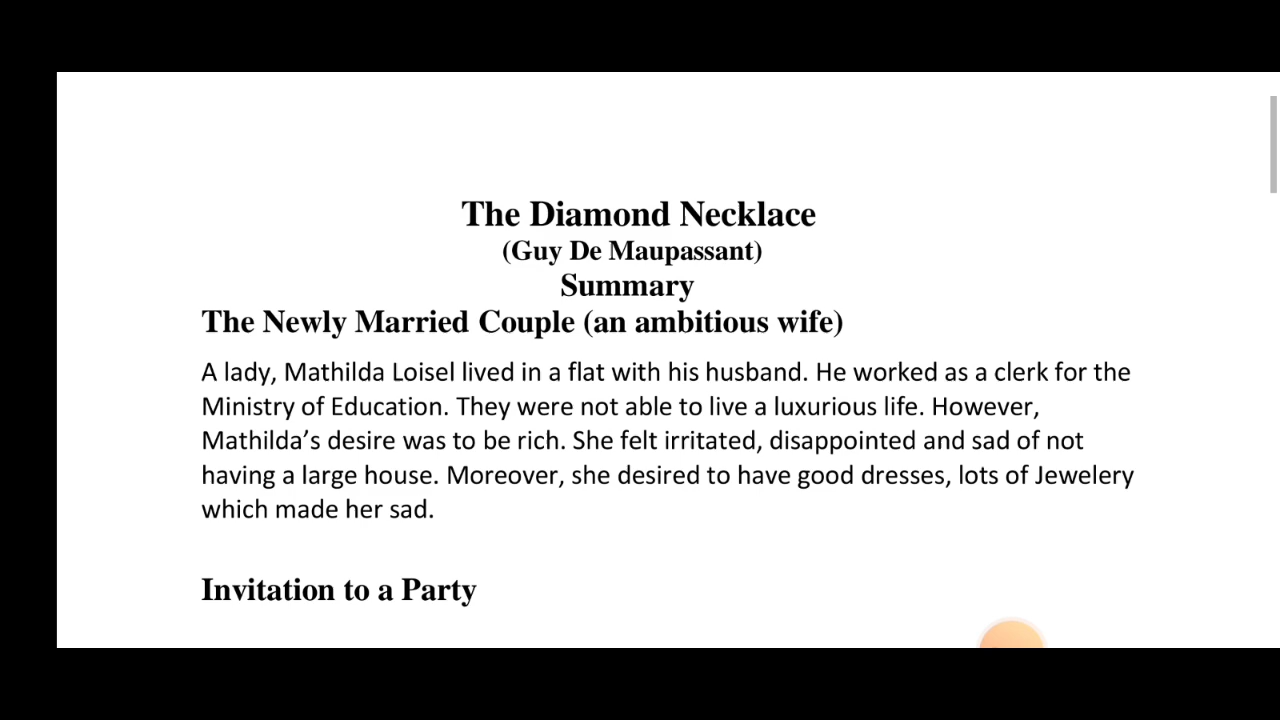 The Diamond Necklace
(Guy De Maupassant)
Summary
The Newly Married Couple (an ambitious wife)
A lady, Mathilda Loisel lived in a flat with his husband. He worked as a clerk for the
Ministry of Education. They were not able to live a luxurious life. However,
Mathilda’s desire was to be rich. She felt irritated, disappointed and sad of not
having a large house. Moreover, she desired to have good dresses, lots of Jewelery
which made her sad.
Invitation to a Party